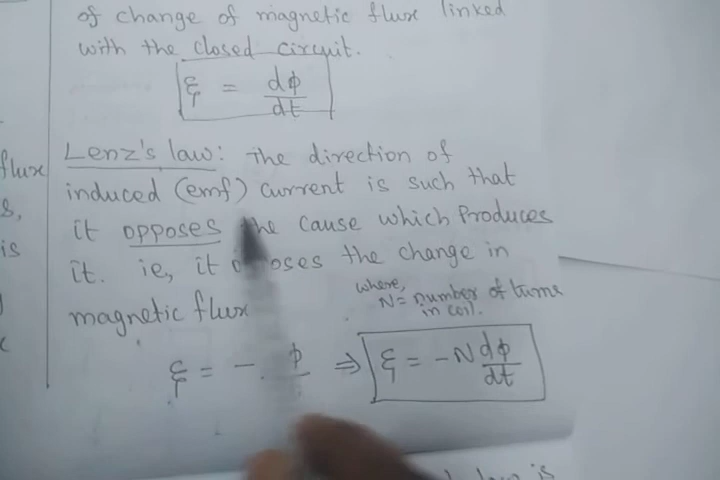 of change of magnetic flux linked
with the closed circuit.
ξ = dϕ/dt
flux
s,
is
Lenz's law: The direction of
induced (emf) current is such that
it opposes the cause which produces
it. ie, it opposes the change in
magnetic flux
where,
N = number of turns
in coil.
ξ = - ϕ ⇒ ξ = -N dϕ/dt
is